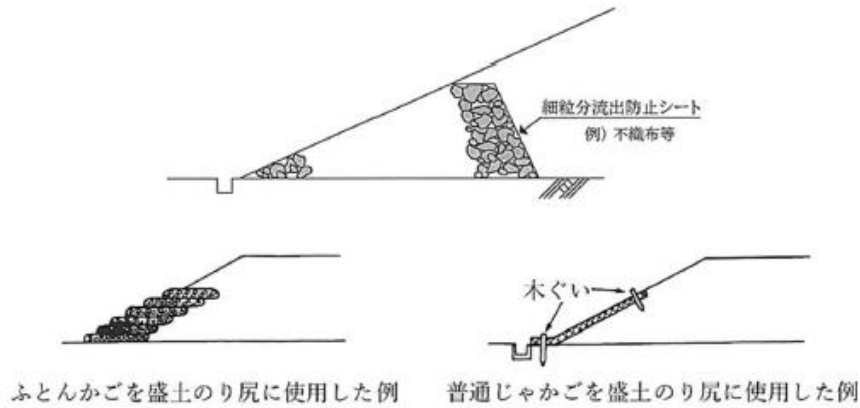 細粒分流出防止シート
例）不織布等
木ぐい
ふとんかごを盛土のり尻に使用した例
普通じゃかごを盛土のり尻に使用した例